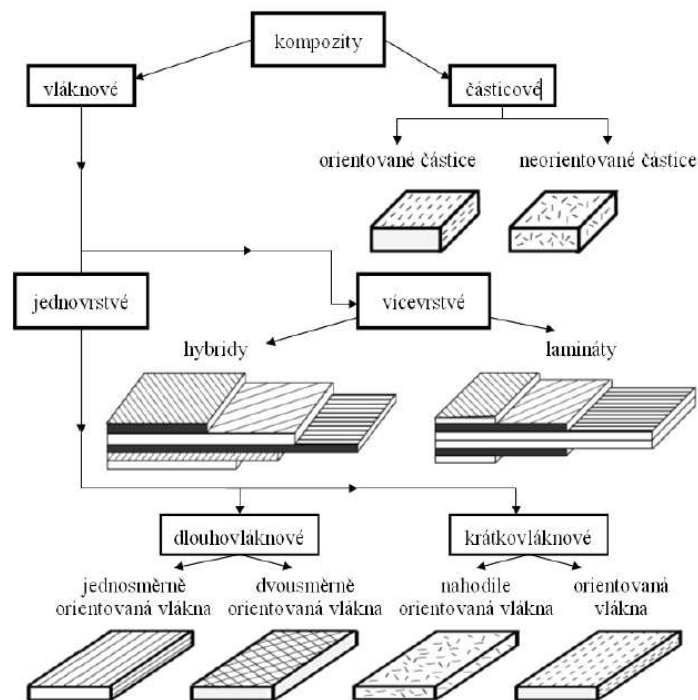 kompozity
vláknové
částicové
orientované částice
neorientované částice
jednovrstvé
vícevrstvé
hybridy
lamináty
dlouhovláknové
krátkovláknové
jednosměrně
orientovaná vlákna
dvousměrně
orientovaná vlákna
nahodile
orientovaná vlákna
orientovaná
vlákna